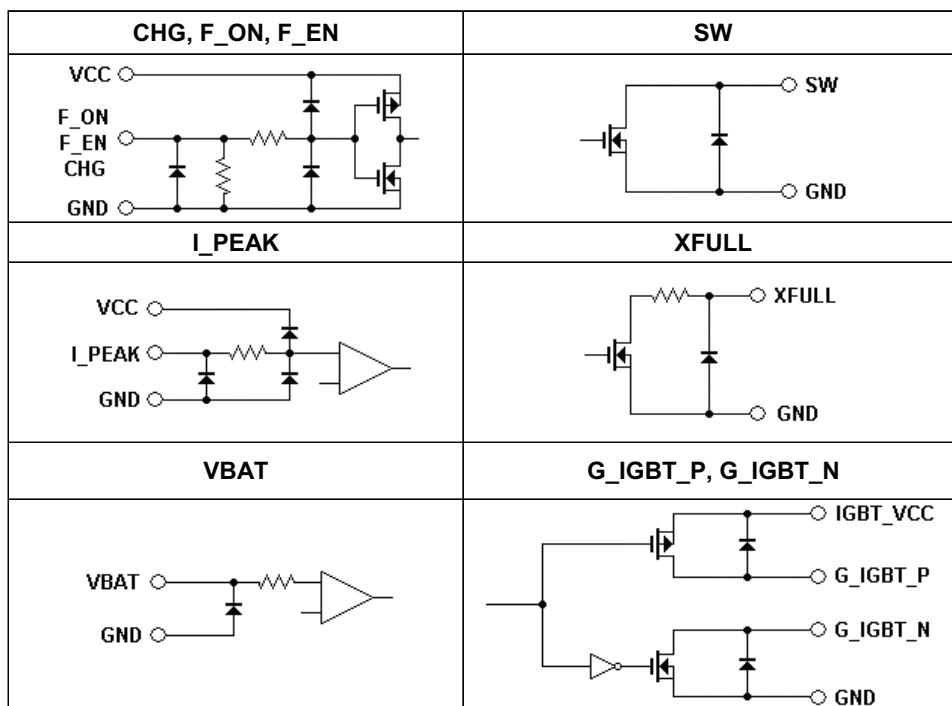 CHG, F_ON, F_EN
SW
VCC
F_ON
F_EN
CHG
GND
SW
GND
I_PEAK
XFULL
VCC
I_PEAK
GND
XFULL
GND
VBAT
G_IGBT_P, G_IGBT_N
VBAT
GND
IGBT_VCC
G_IGBT_P
G_IGBT_N
GND